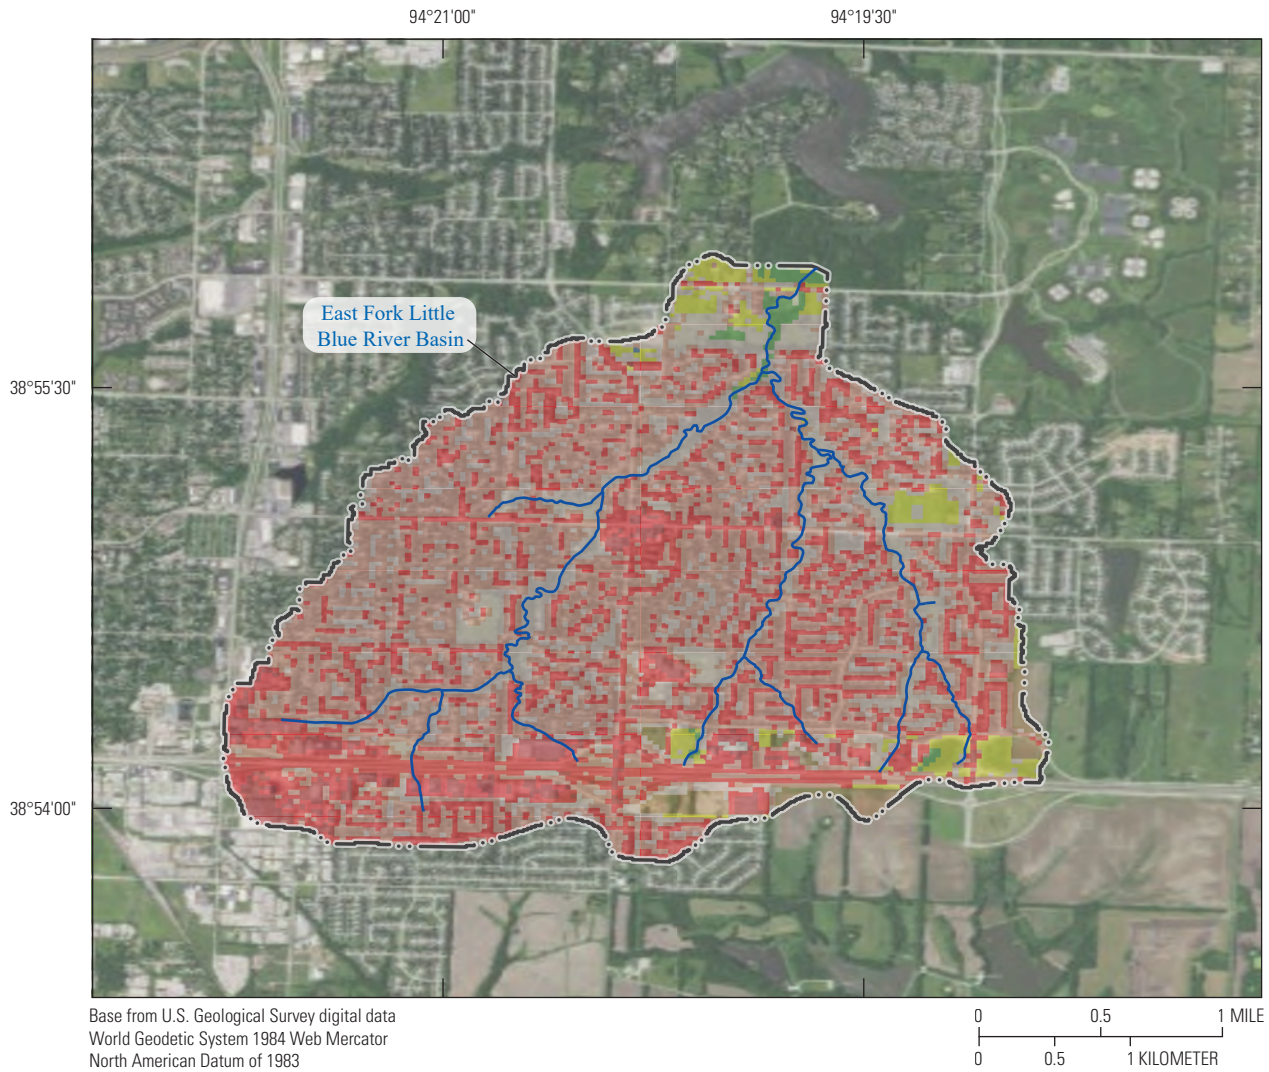 94°21'00"
94°19'30"
East Fork Little
Blue River Basin
38°55'30"
38°54'00"
Base from U.S. Geological Survey digital data
World Geodetic System 1984 Web Mercator
North American Datum of 1983
0 0.5 1 MILE
0 0.5 1 KILOMETER